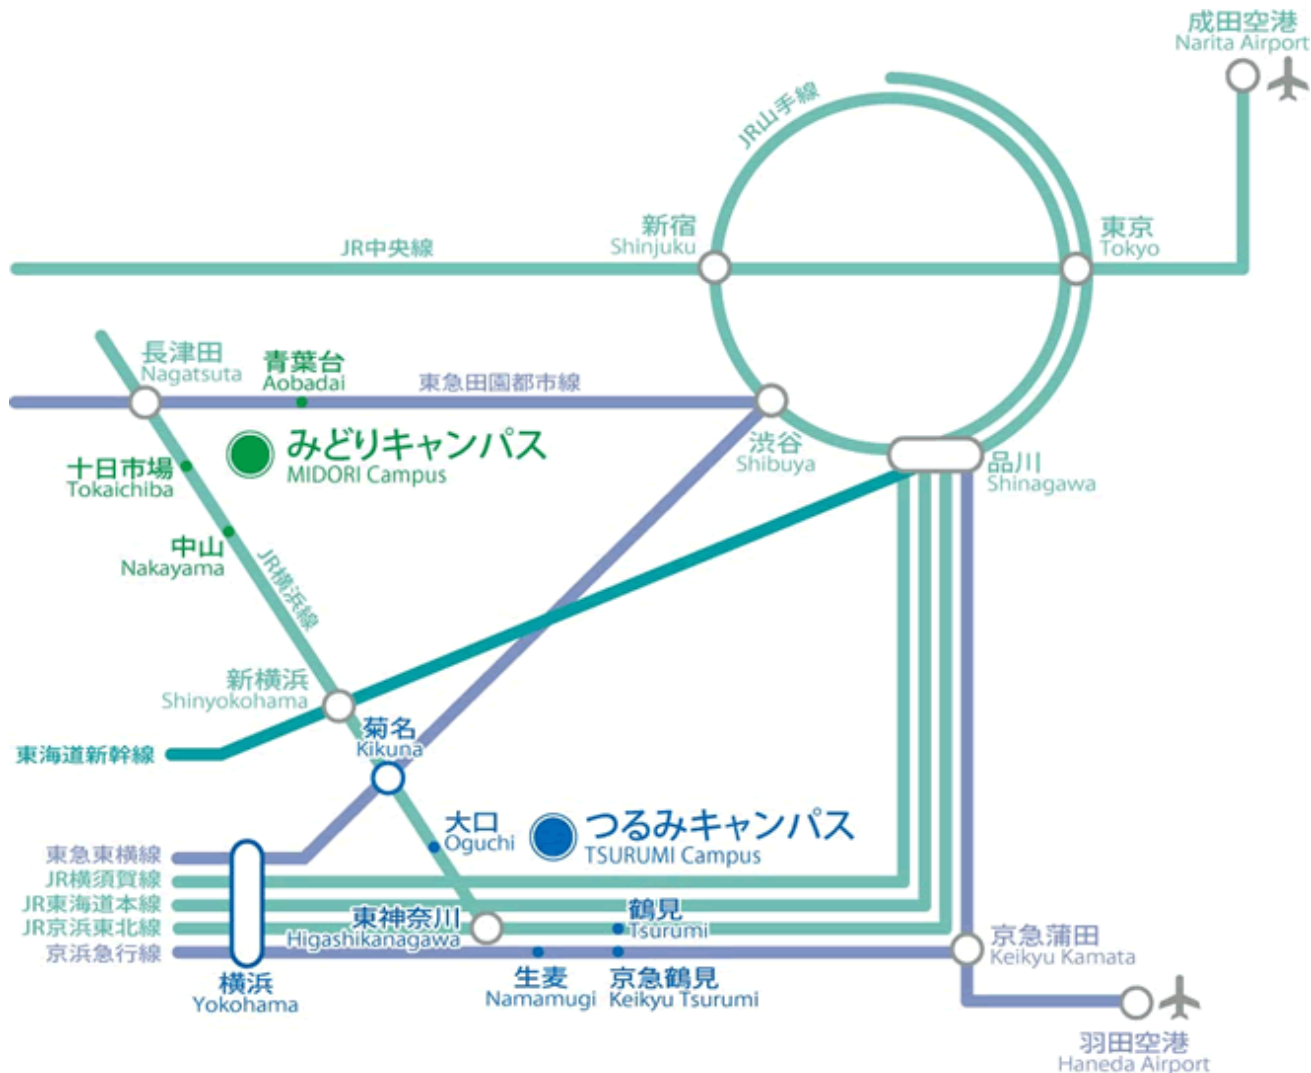 成田空港
Narita Airport
JR山手線
新宿
Shinjuku
東京
Tokyo
JR中央線
長津田
Nagatsuta
青葉台
Aobadai
東急田園都市線
みどりキャンパス
MIDORI Campus
渋谷
Shibuya
品川
Shinagawa
十日市場
Tokaichiba
中山
Nakayama
JR横浜線
新横浜
Shinyokohama
菊名
Kikuna
東海道新幹線
大口
Oguchi
つるみキャンパス
TSURUMI Campus
東急東横線
JR横須賀線
JR東海道本線
JR京浜東北線
京浜急行線
東神奈川
Higashikanagawa
鶴見
Tsurumi
京急蒲田
Keikyu Kamata
横浜
Yokohama
生麦
Namamugi
京急鶴見
Keikyu Tsurumi
羽田空港
Haneda Airport